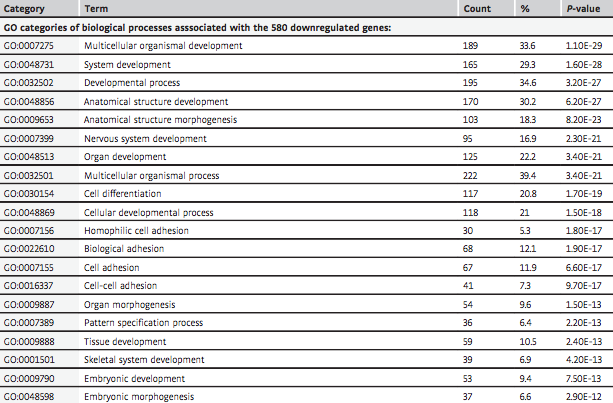 Category Term Count % P-value
GO categories of biological processes asssociated with the 580 downregulated genes:
GO:0007275 Multicellular organismal development 189 33.6 1.10E-29
GO:0048731 System development 165 29.3 1.60E-28
GO:0032502 Developmental process 195 34.6 3.20E-27
GO:0048856 Anatomical structure development 170 30.2 6.20E-27
GO:0009653 Anatomical structure morphogenesis 103 18.3 8.20E-23
GO:0007399 Nervous system development 95 16.9 2.30E-21
GO:0048513 Organ development 125 22.2 3.40E-21
GO:0032501 Multicellular organismal process 222 39.4 3.40E-21
GO:0030154 Cell differentiation 117 20.8 1.70E-19
GO:0048869 Cellular developmental process 118 21 1.50E-18
GO:0007156 Homophilic cell adhesion 30 5.3 1.80E-17
GO:0022610 Biological adhesion 68 12.1 1.90E-17
GO:0007155 Cell adhesion 67 11.9 6.60E-17
GO:0016337 Cell-cell adhesion 41 7.3 9.70E-17
GO:0009887 Organ morphogenesis 54 9.6 1.50E-13
GO:0007389 Pattern specification process 36 6.4 2.20E-13
GO:0009888 Tissue development 59 10.5 2.40E-13
GO:0001501 Skeletal system development 39 6.9 4.20E-13
GO:0009790 Embryonic development 53 9.4 7.50E-13
GO:0048598 Embryonic morphogenesis 37 6.6 2.90E-12